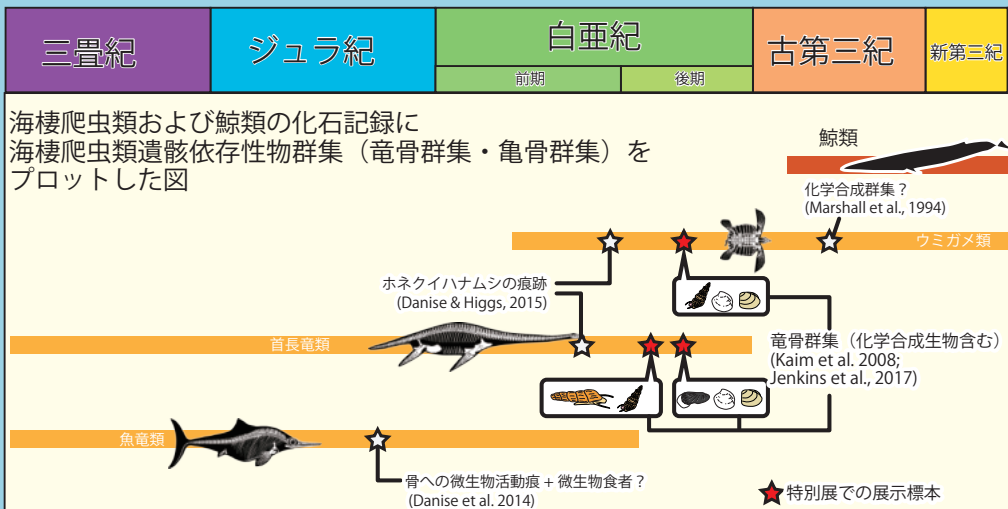 三畳紀
ジュラ紀
白亜紀
前期
後期
古第三紀
新第三紀
海棲爬虫類および鯨類の化石記録に
海棲爬虫類遺骸依存性物群集（竜骨群集・亀骨群集）を
プロットした図
鯨類
化学合成群集？
(Marshall et al., 1994)
ウミガメ類
ホネクイハナムシの痕跡
(Danise & Higgs, 2015)
首長竜類
竜骨群集（化学合成生物含む）
(Kaim et al. 2008;
Jenkins et al., 2017)
魚竜類
骨への微生物活動痕 + 微生物食者？
(Danise et al. 2014)
特別展での展示標本